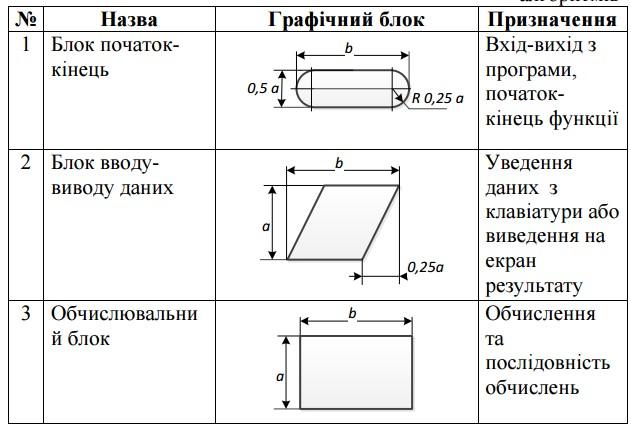 №
Назва
Графічний блок
Призначення
1
Блок початок-
кінець
b
0,5 a
R 0,25 a
Вхід-вихід з
програми,
початок-
кінець функції
2
Блок вводу-
виводу даних
b
a
0,25a
Уведення
даних з
клавіатури або
виведення на
екран
результату
3
Обчислювальни
й блок
b
a
Обчислення
та
послідовність
обчислень